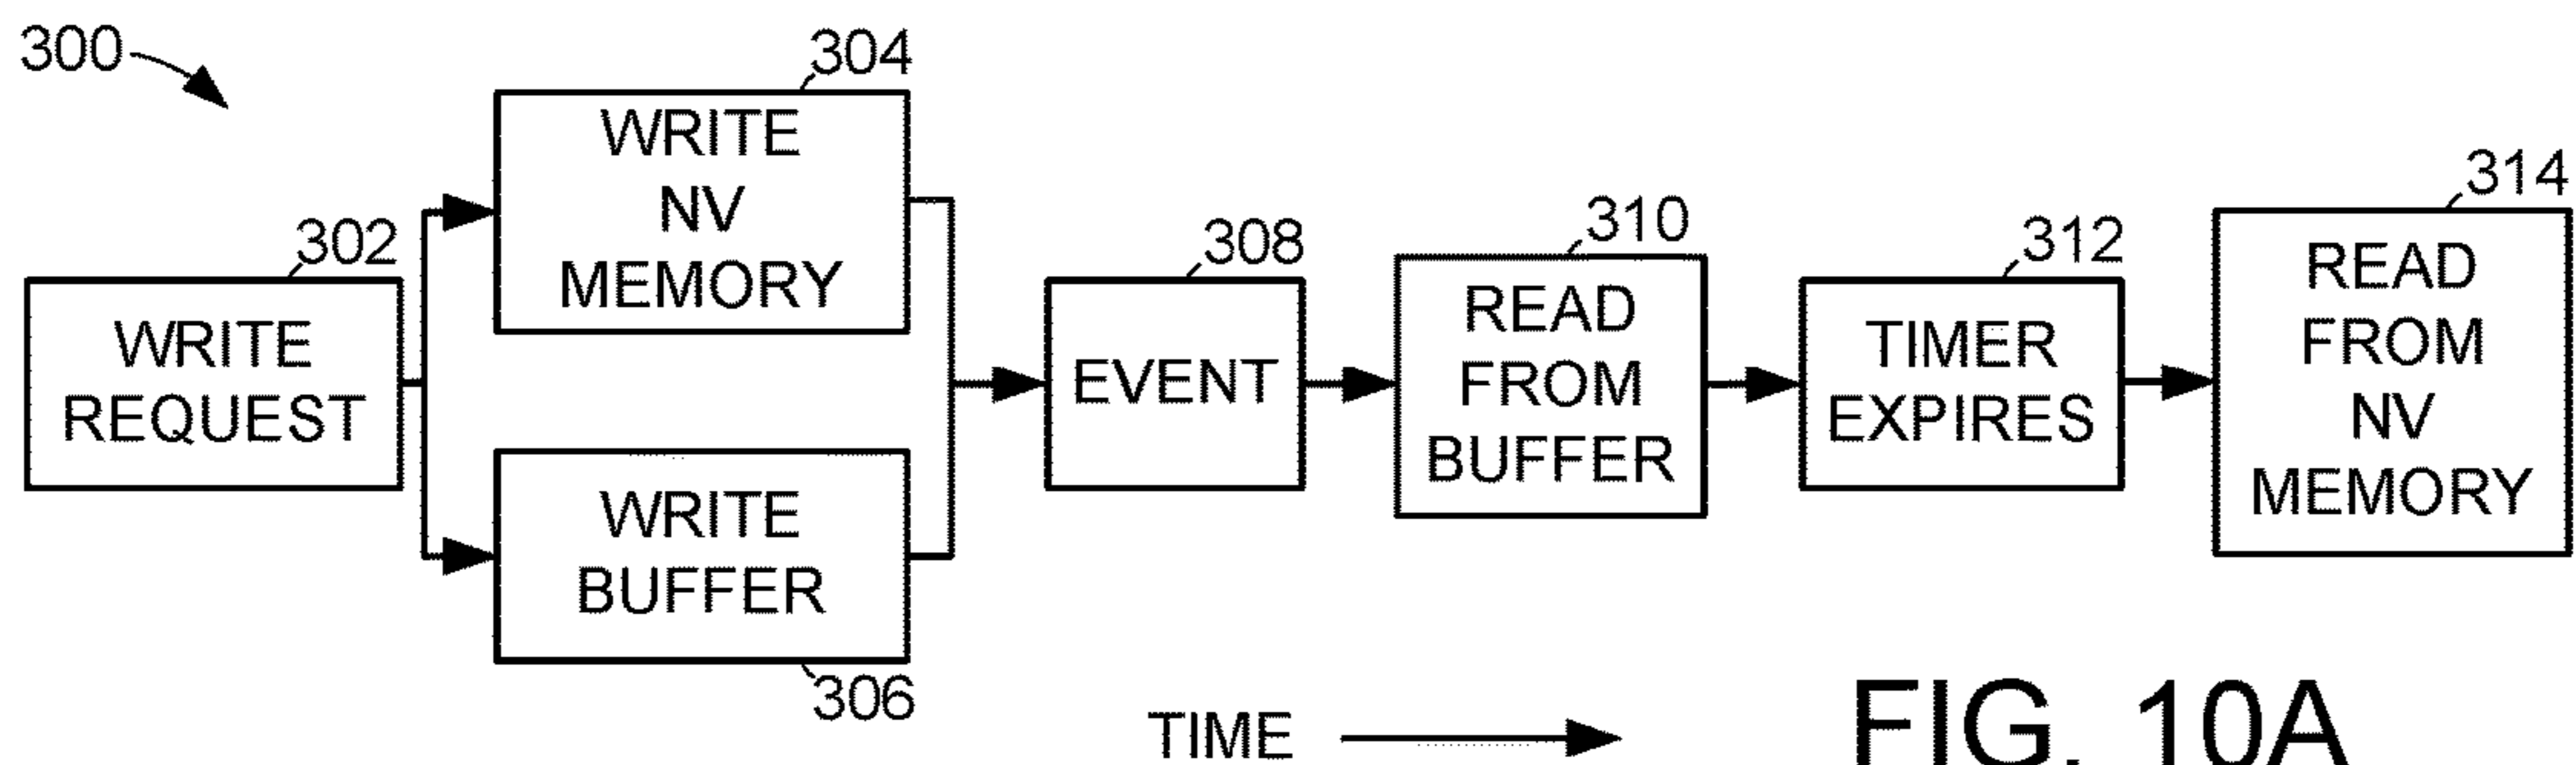 300
302
WRITE
REQUEST
304
WRITE
NV
MEMORY
WRITE
BUFFER
306
308
EVENT
310
READ
FROM
BUFFER
312
TIMER
EXPIRES
314
READ
FROM
NV
MEMORY
TIME
FIG. 10A